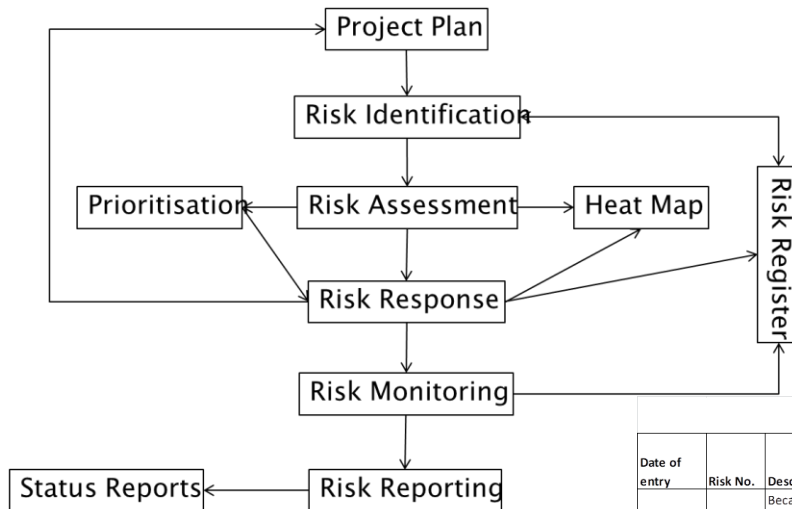 Project Plan
Risk Identification
Prioritisation
Risk Assessment
Heat Map
Risk Register
Risk Response
Risk Monitoring
Date of
entry
Risk No.
Status Reports
Risk Reporting